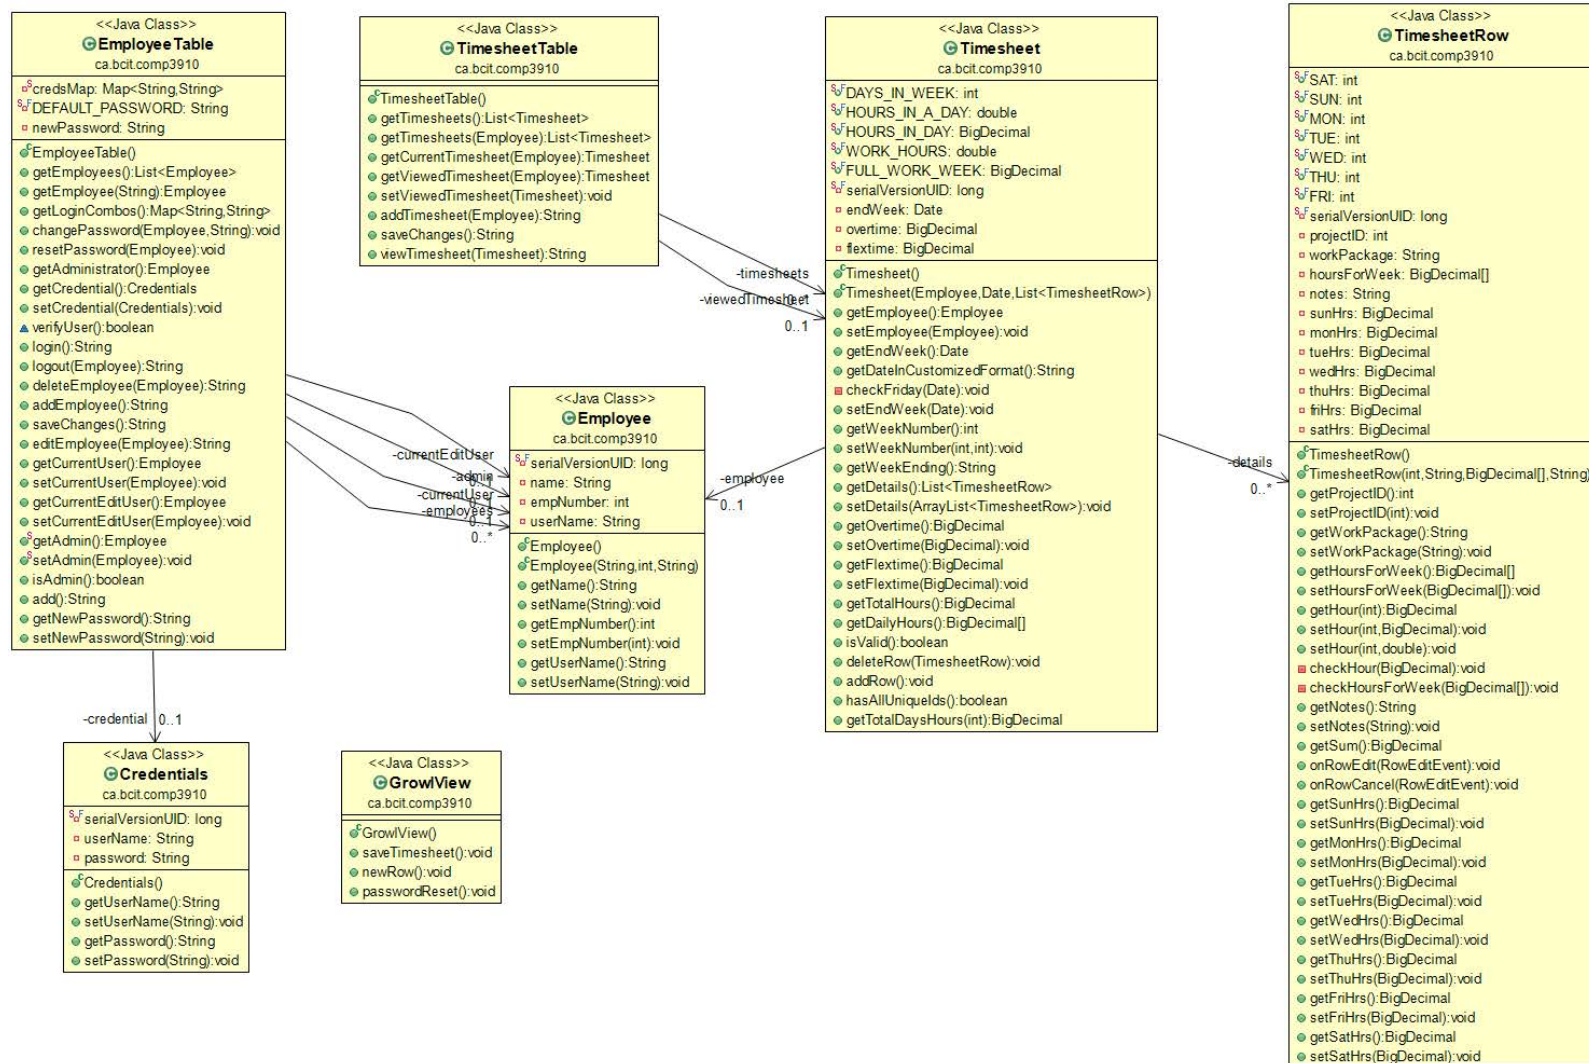 <<Java Class>>
EmployeeTable
ca.bcit.comp3910
credsMap: Map<String,String>
DEFAULT_PASSWORD: String
newPassword: String
EmployeeTable()
getEmployees():List<Employee>
getEmployee(String):Employee
getLoginCombos():Map<String,String>
changePassword(Employee,String):void
resetPassword(Employee):void
getAdministrator():Employee
getCredential():Credentials
setCredential(Credentials):void
verifyUser():boolean
login():String
logout(Employee):String
deleteEmployee(Employee):String
addEmployee():String
saveChanges():String
editEmployee(Employee):String
getCurrentUser():Employee
setCurrentUser(Employee):void
getCurrentEditUser():Employee
setCurrentEditUser(Employee):void
getAdmin():Employee
setAdmin(Employee):void
isAdmin():boolean
add():String
getNewPassword():String
setNewPassword(String):void
<<Java Class>>
TimesheetTable
ca.bcit.comp3910
TimesheetTable()
getTimesheets():List<Timesheet>
getTimesheets(Employee):List<Timesheet>
getCurrentTimesheet(Employee):Timesheet
getViewedTimesheet(Employee):Timesheet
setViewedTimesheet(Timesheet):void
addTimesheet(Employee):String
saveChanges():String
viewTimesheet(Timesheet):String
-timesheets
0..*
-viewedTimesheet
0..1
<<Java Class>>
Timesheet
ca.bcit.comp3910
DAYS_IN_WEEK: int
HOURS_IN_A_DAY: double
HOURS_IN_DAY: BigDecimal
WORK_HOURS: double
FULL_WORK_WEEK: BigDecimal
serialVersionUID: long
endWeek: Date
overtime: BigDecimal
flextime: BigDecimal
Timesheet()
Timesheet(Employee,Date,List<TimesheetRow>)
getEmployee():Employee
setEmployee(Employee):void
getEndWeek():Date
getDateInCustomizedFormat():String
checkFriday(Date):void
setEndWeek(Date):void
getWeekNumber():int
setWeekNumber(int,int):void
getWeekEnding():String
getDetails():List<TimesheetRow>
setDetails(ArrayList<TimesheetRow>):void
getOvertime():BigDecimal
setOvertime(BigDecimal):void
getFlextime():BigDecimal
setFlextime(BigDecimal):void
getTotalHours():BigDecimal
getDailyHours():BigDecimal[]
isValid():boolean
deleteRow(TimesheetRow):void
addRow():void
hasAllUniqueIds():boolean
getTotalDaysHours(int):BigDecimal
-details
0..*
<<Java Class>>
TimesheetRow
ca.bcit.comp3910
SAT: int
SUN: int
MON: int
TUE: int
WED: int
THU: int
FRI: int
serialVersionUID: long
projectID: int
workPackage: String
hoursForWeek: BigDecimal[]
notes: String
sunHrs: BigDecimal
monHrs: BigDecimal
tueHrs: BigDecimal
wedHrs: BigDecimal
thuHrs: BigDecimal
friHrs: BigDecimal
satHrs: BigDecimal
TimesheetRow()
TimesheetRow(int,String,BigDecimal[],String)
getProjectID():int
setProjectID(int):void
getWorkPackage():String
setWorkPackage(String):void
getHoursForWeek():BigDecimal[]
setHoursForWeek(BigDecimal[]):void
getHour(int):BigDecimal
setHour(int,BigDecimal):void
setHour(int,double):void
checkHour(BigDecimal):void
checkHoursForWeek(BigDecimal[]):void
getNotes():String
setNotes(String):void
getSum():BigDecimal
onRowEdit(RowEditEvent):void
onRowCancel(RowEditEvent):void
getSunHrs():BigDecimal
setSunHrs(BigDecimal):void
getMonHrs():BigDecimal
setMonHrs(BigDecimal):void
getTueHrs():BigDecimal
setTueHrs(BigDecimal):void
getWedHrs():BigDecimal
setWedHrs(BigDecimal):void
getThuHrs():BigDecimal
setThuHrs(BigDecimal):void
getFriHrs():BigDecimal
setFriHrs(BigDecimal):void
getSatHrs():BigDecimal
setSatHrs(BigDecimal):void
-currentEditUser
0..1
-admin
0..1
-currentUser
0..1
-employees
0..*
<<Java Class>>
Employee
ca.bcit.comp3910
serialVersionUID: long
name: String
empNumber: int
userName: String
Employee()
Employee(String,int,String)
getName():String
setName(String):void
getEmpNumber():int
setEmpNumber(int):void
getUserName():String
setUserName(String):void
-employee
0..1
-credential 0..1
<<Java Class>>
Credentials
ca.bcit.comp3910
serialVersionUID: long
userName: String
password: String
Credentials()
getUserName():String
setUserName(String):void
getPassword():String
setPassword(String):void
<<Java Class>>
GrowlView
ca.bcit.comp3910
GrowlView()
saveTimesheet():void
newRow():void
passwordReset():void